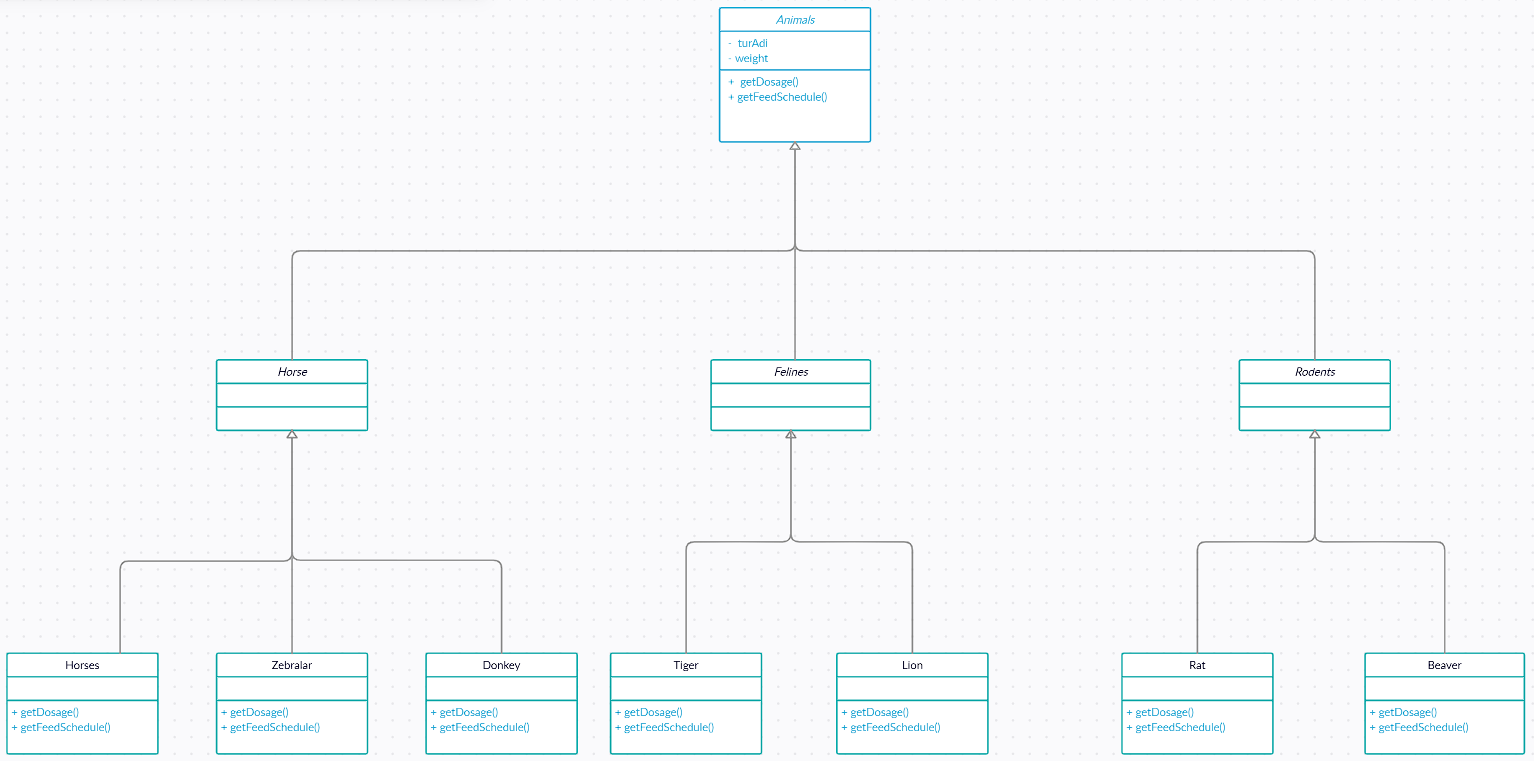 Animals
- turAdi
- weight
+ getDosage()
+ getFeedSchedule()
Horse
Felines
Rodents
Horses
+ getDosage()
+ getFeedSchedule()
Zebralar
+ getDosage()
+ getFeedSchedule()
Donkey
+ getDosage()
+ getFeedSchedule()
Tiger
+ getDosage()
+ getFeedSchedule()
Lion
+ getDosage()
+ getFeedSchedule()
Rat
+ getDosage()
+ getFeedSchedule()
Beaver
+ getDosage()
+ getFeedSchedule()